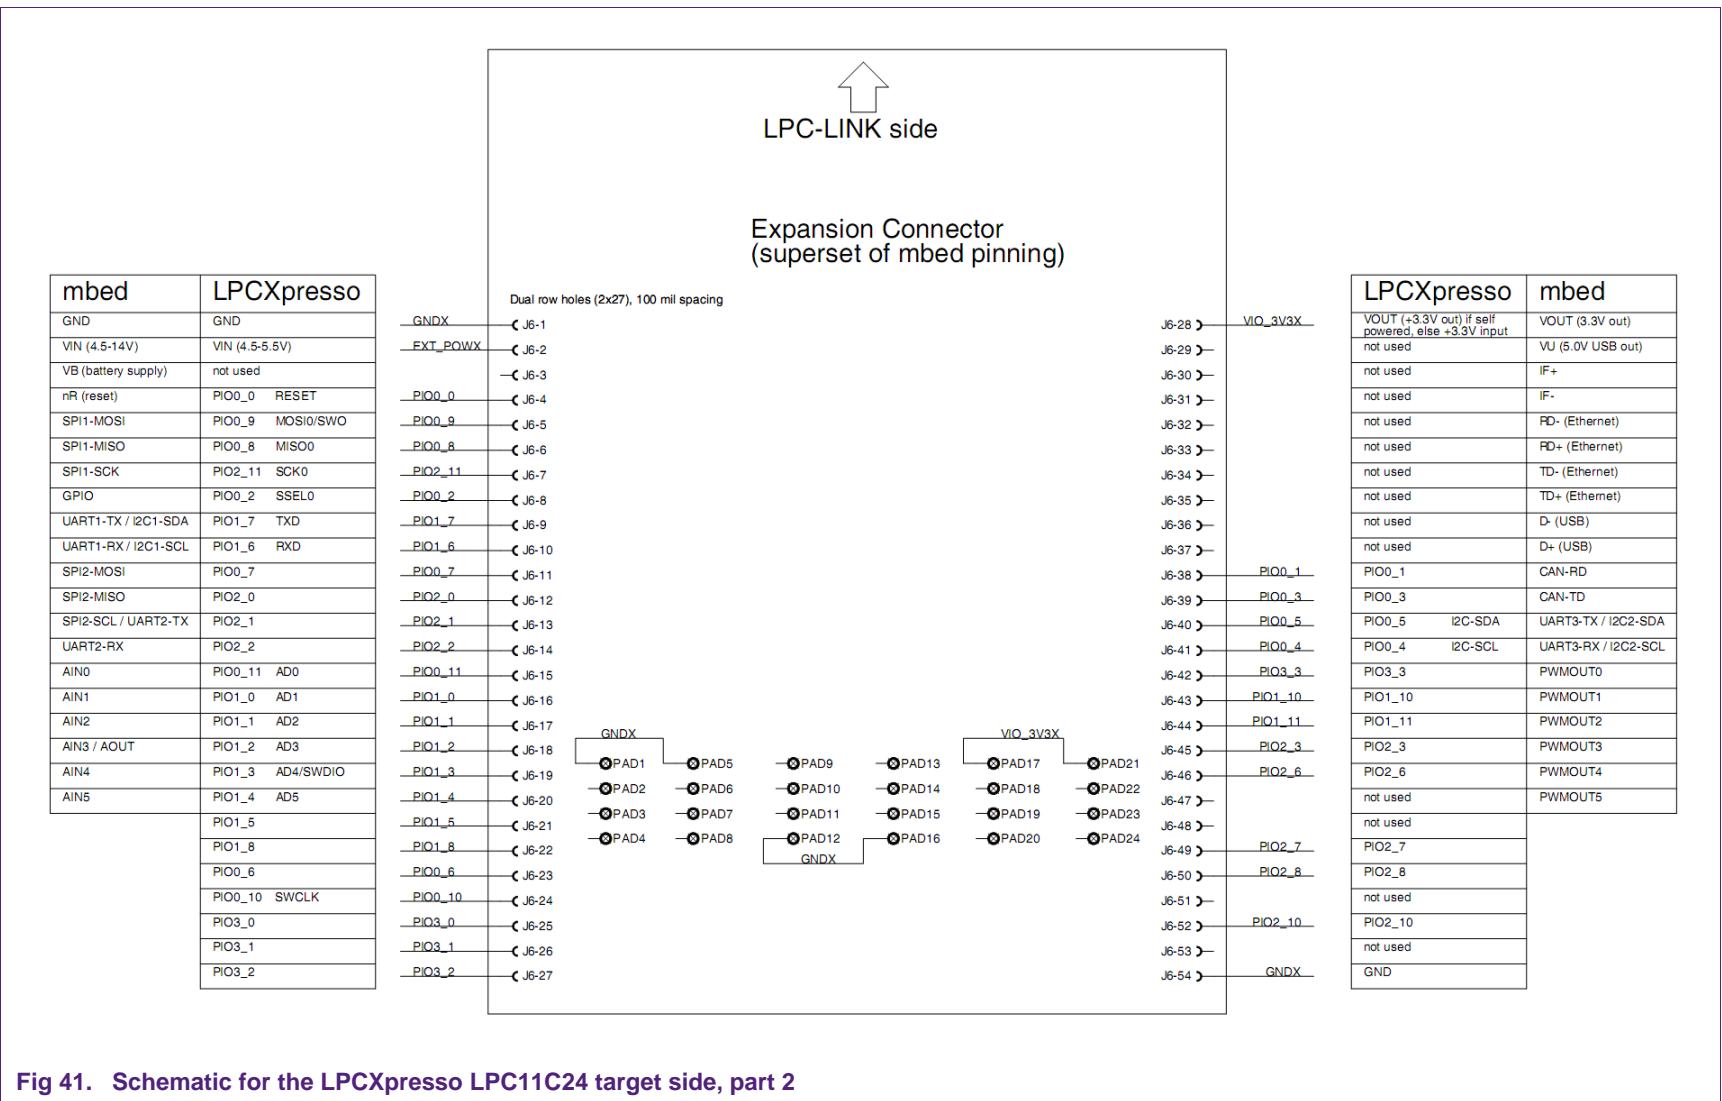 LPC-LINK side
Expansion Connector
(superset of mbed pinning)
Dual row holes (2x27), 100 mil spacing
mbed LPCXpresso
GND GND
VIN (4.5-14V) VIN (4.5-5.5V)
VB (battery supply) not used
nR (reset) PIO0_0 RESET
SPI1-MOSI PIO0_9 MOSI0/SWO
SPI1-MISO PIO0_8 MISO0
SPI1-SCK PIO2_11 SCK0
GPIO PIO0_2 SSEL0
UART1-TX / I2C1-SDA PIO1_7 TXD
UART1-RX / I2C1-SCL PIO1_6 RXD
SPI2-MOSI PIO0_7
SPI2-MISO PIO2_0
SPI2-SCL / UART2-TX PIO2_1
UART2-RX PIO2_2
AIN0 PIO0_11 AD0
AIN1 PIO1_0 AD1
AIN2 PIO1_1 AD2
AIN3 / AOUT PIO1_2 AD3
AIN4 PIO1_3 AD4/SWDIO
AIN5 PIO1_4 AD5
PIO1_5
PIO1_8
PIO0_6
PIO0_10 SWCLK
PIO3_0
PIO3_1
PIO3_2
GNDX J6-1
EXT_POWX J6-2
J6-3
PIO0_0 J6-4
PIO0_9 J6-5
PIO0_8 J6-6
PIO2_11 J6-7
PIO0_2 J6-8
PIO1_7 J6-9
PIO1_6 J6-10
PIO0_7 J6-11
PIO2_0 J6-12
PIO2_1 J6-13
PIO2_2 J6-14
PIO0_11 J6-15
PIO1_0 J6-16
PIO1_1 J6-17
PIO1_2 J6-18
PIO1_3 J6-19
PIO1_4 J6-20
PIO1_5 J6-21
PIO1_8 J6-22
PIO0_6 J6-23
PIO0_10 J6-24
PIO3_0 J6-25
PIO3_1 J6-26
PIO3_2 J6-27
GNDX VIO_3V3X
PAD1 PAD5 PAD9 PAD13 PAD17 PAD21
PAD2 PAD6 PAD10 PAD14 PAD18 PAD22
PAD3 PAD7 PAD11 PAD15 PAD19 PAD23
PAD4 PAD8 PAD12 PAD16 PAD20 PAD24
GNDX
J6-28 VIO_3V3X
J6-29
J6-30
J6-31
J6-32
J6-33
J6-34
J6-35
J6-36
J6-37
J6-38 PIO0_1
J6-39 PIO0_3
J6-40 PIO0_5
J6-41 PIO0_4
J6-42 PIO3_3
J6-43 PIO1_10
J6-44 PIO1_11
J6-45 PIO2_3
J6-46 PIO2_6
J6-47
J6-48
J6-49 PIO2_7
J6-50 PIO2_8
J6-51
J6-52 PIO2_10
J6-53
J6-54 GNDX
LPCXpresso mbed
VOUT (+3.3V out) if self
powered, else +3.3V input VOUT (3.3V out)
not used VU (5.0V USB out)
not used IF+
not used IF-
not used RD- (Ethernet)
not used RD+ (Ethernet)
not used TD- (Ethernet)
not used TD+ (Ethernet)
not used D- (USB)
not used D+ (USB)
PIO0_1 CAN-RD
PIO0_3 CAN-TD
PIO0_5 I2C-SDA UART3-TX / I2C2-SDA
PIO0_4 I2C-SCL UART3-RX / I2C2-SCL
PIO3_3 PWMOUT0
PIO1_10 PWMOUT1
PIO1_11 PWMOUT2
PIO2_3 PWMOUT3
PIO2_6 PWMOUT4
not used PWMOUT5
not used
PIO2_7
PIO2_8
not used
PIO2_10
not used
GND
Fig 41. Schematic for the LPCXpresso LPC11C24 target side, part 2